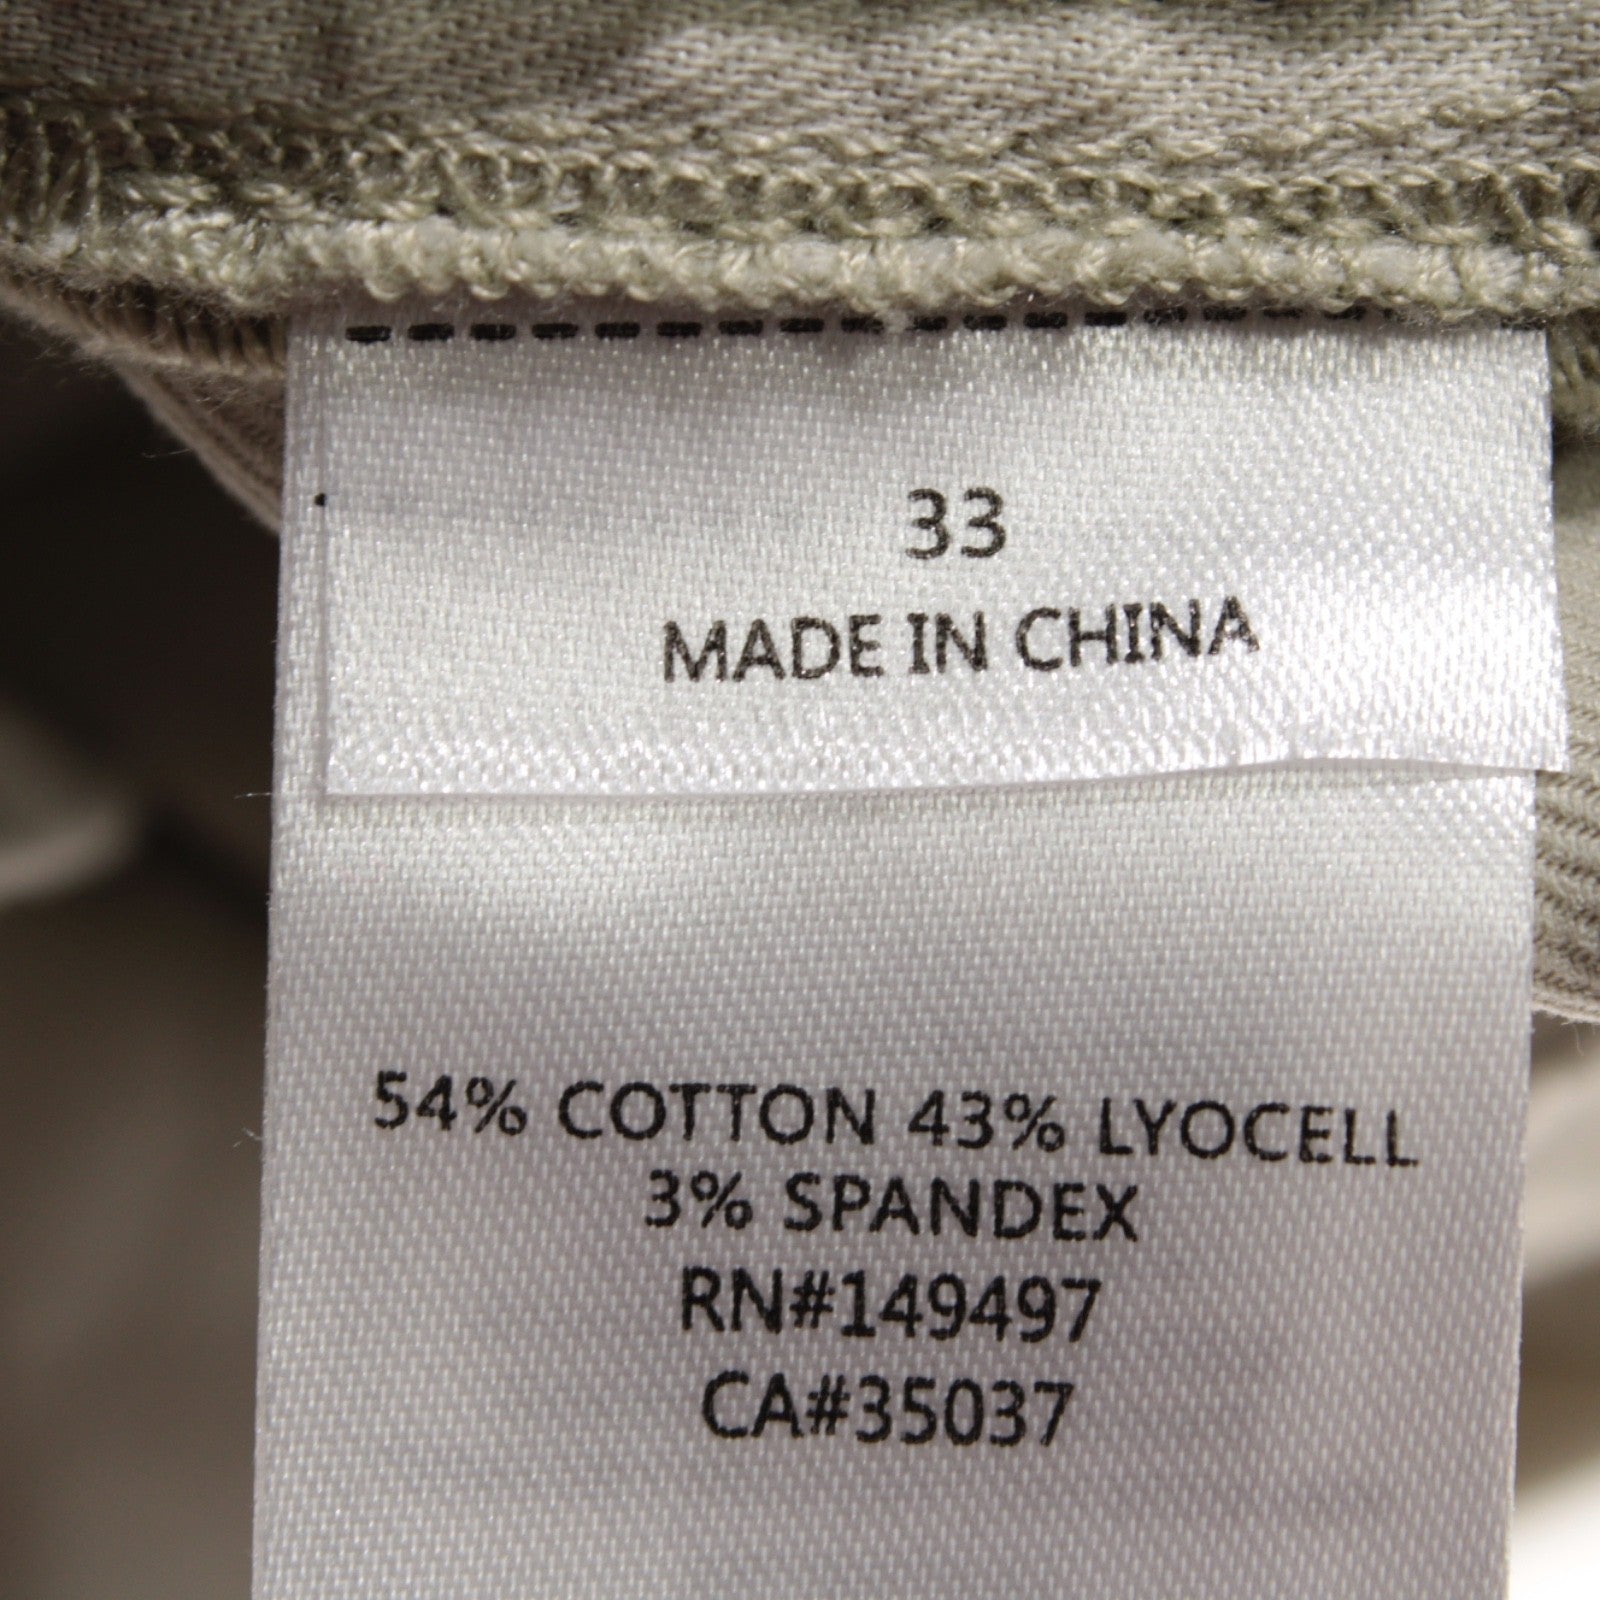 33
MADE IN CHINA
54% COTTON 43% LYOCELL
3% SPANDEX
RN#149497
CA#35037